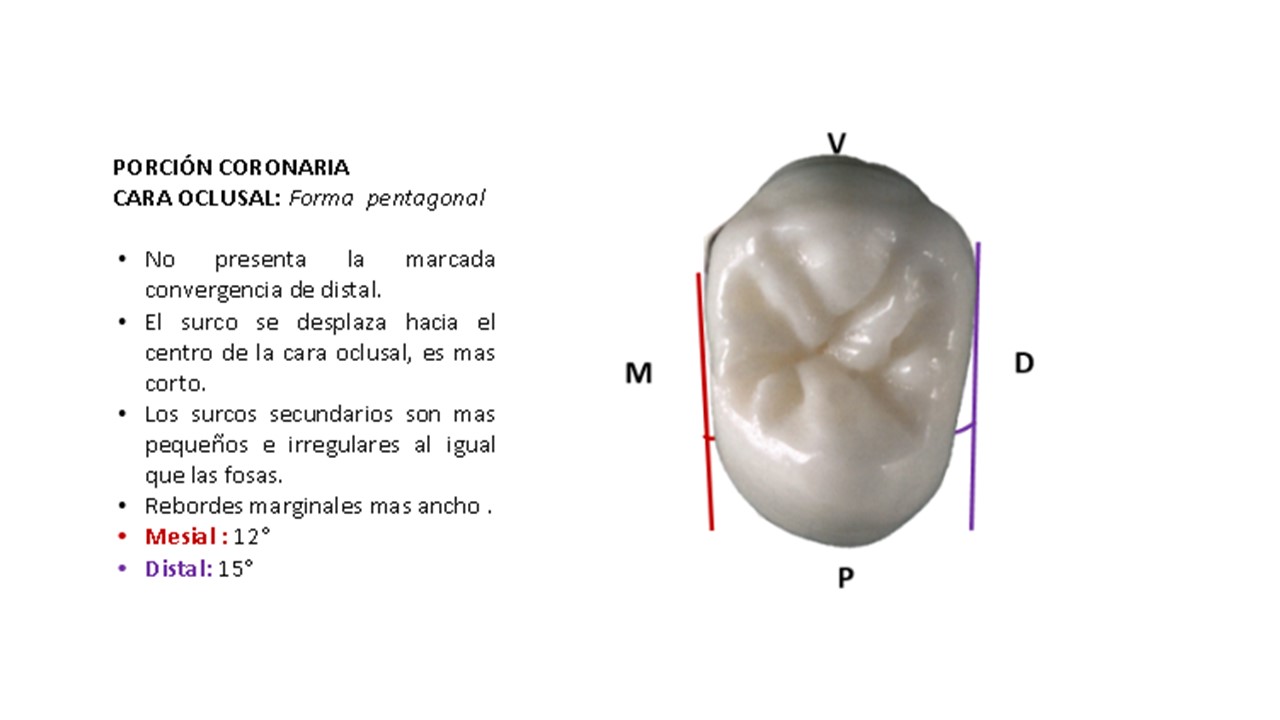 PORCIÓN CORONARIA
CARA OCLUSAL: Forma pentagonal
• No presenta la marcada
convergencia de distal.
• El surco se desplaza hacia el
centro de la cara oclusal, es mas
corto.
• Los surcos secundarios son mas
pequeños e irregulares al igual
que las fosas.
• Rebordes marginales mas ancho .
• Mesial : 12°
• Distal: 15°
V
M
D
P